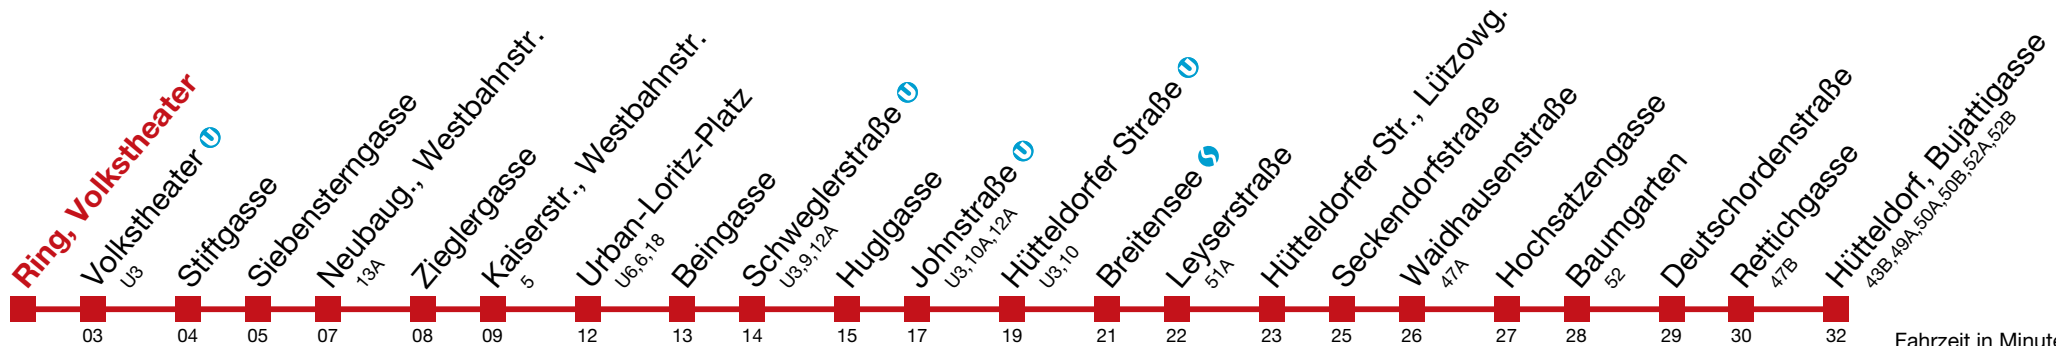 Ring, Volkstheater
Volkstheater U
U3
Stiftgasse
Siebensterngasse
Neubaug., Westbahnstr.
13A
Zieglergasse
Kaiserstr., Westbahnstr.
5
Urban-Loritz-Platz
U6,6,18
Beingasse
Schweglerstraße U
U3,9,12A
Huglgasse
Johnstraße U
U3,10A,12A
Hütteldorfer Straße U
U3,10
Breitensee S
Leyserstraße
51A
Hütteldorfer Str., Lützowg.
Seckendorfstraße
Waidhausenstraße
47A
Hochsatzengasse
Baumgarten
52
Deutschordenstraße
Rettichgasse
47B
Hütteldorf, Bujattigasse
43B,49A,50A,50B,52A,52B
03 04 05 07 08 09 12 13 14 15 17 19 21 22 23 25 26 27 28 29 30 32
Fahrzeit in Minute